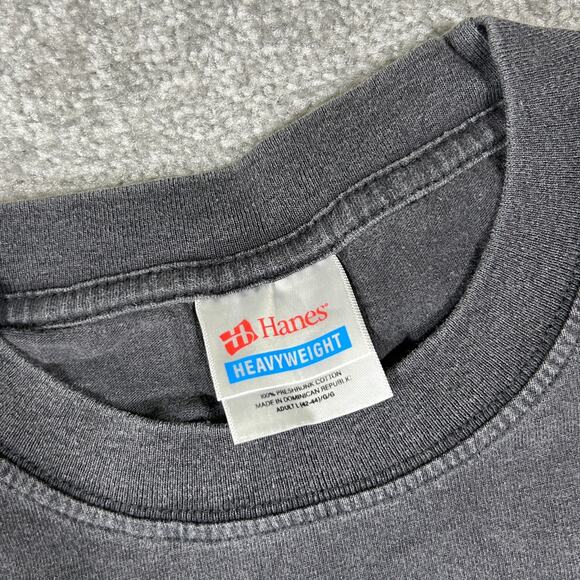 Hanes
HEAVYWEIGHT
100% PRESHRUNK COTTON
MADE IN DOMINICAN REPUBLIC
ADULT L (42-44)/G/G